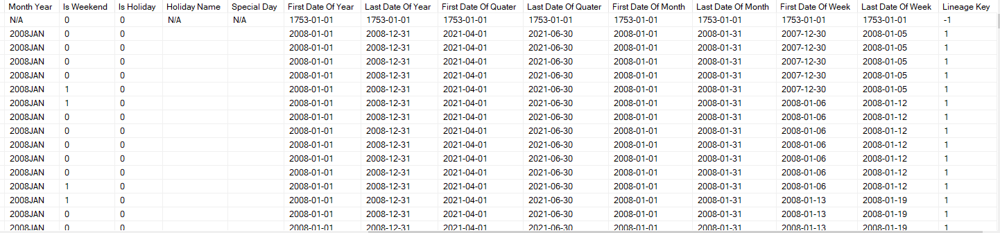 Month Year Is Weekend Is Holiday Holiday Name Special Day First Date Of Year Last Date Of Year First Date Of Quater Last Date Of Quater First Date Of Month Last Date Of Month First Date Of Week Last Date Of Week Lineage Key
N/A 0 0 N/A N/A 1753-01-01 1753-01-01 1753-01-01 1753-01-01 1753-01-01 1753-01-01 1753-01-01 1753-01-01 -1
2008JAN 0 0 2008-01-01 2008-12-31 2021-04-01 2021-06-30 2008-01-01 2008-01-31 2007-12-30 2008-01-05 1
2008JAN 0 0 2008-01-01 2008-12-31 2021-04-01 2021-06-30 2008-01-01 2008-01-31 2007-12-30 2008-01-05 1
2008JAN 0 0 2008-01-01 2008-12-31 2021-04-01 2021-06-30 2008-01-01 2008-01-31 2007-12-30 2008-01-05 1
2008JAN 0 0 2008-01-01 2008-12-31 2021-04-01 2021-06-30 2008-01-01 2008-01-31 2007-12-30 2008-01-05 1
2008JAN 1 0 2008-01-01 2008-12-31 2021-04-01 2021-06-30 2008-01-01 2008-01-31 2007-12-30 2008-01-05 1
2008JAN 1 0 2008-01-01 2008-12-31 2021-04-01 2021-06-30 2008-01-01 2008-01-31 2008-01-06 2008-01-12 1
2008JAN 0 0 2008-01-01 2008-12-31 2021-04-01 2021-06-30 2008-01-01 2008-01-31 2008-01-06 2008-01-12 1
2008JAN 0 0 2008-01-01 2008-12-31 2021-04-01 2021-06-30 2008-01-01 2008-01-31 2008-01-06 2008-01-12 1
2008JAN 0 0 2008-01-01 2008-12-31 2021-04-01 2021-06-30 2008-01-01 2008-01-31 2008-01-06 2008-01-12 1
2008JAN 0 0 2008-01-01 2008-12-31 2021-04-01 2021-06-30 2008-01-01 2008-01-31 2008-01-06 2008-01-12 1
2008JAN 0 0 2008-01-01 2008-12-31 2021-04-01 2021-06-30 2008-01-01 2008-01-31 2008-01-06 2008-01-12 1
2008JAN 1 0 2008-01-01 2008-12-31 2021-04-01 2021-06-30 2008-01-01 2008-01-31 2008-01-06 2008-01-12 1
2008JAN 1 0 2008-01-01 2008-12-31 2021-04-01 2021-06-30 2008-01-01 2008-01-31 2008-01-13 2008-01-19 1
2008JAN 0 0 2008-01-01 2008-12-31 2021-04-01 2021-06-30 2008-01-01 2008-01-31 2008-01-13 2008-01-19 1
2008JAN 0 0 2008-01-01 2008-12-31 2021-04-01 2021-06-30 2008-01-01 2008-01-31 2008-01-13 2008-01-19 1